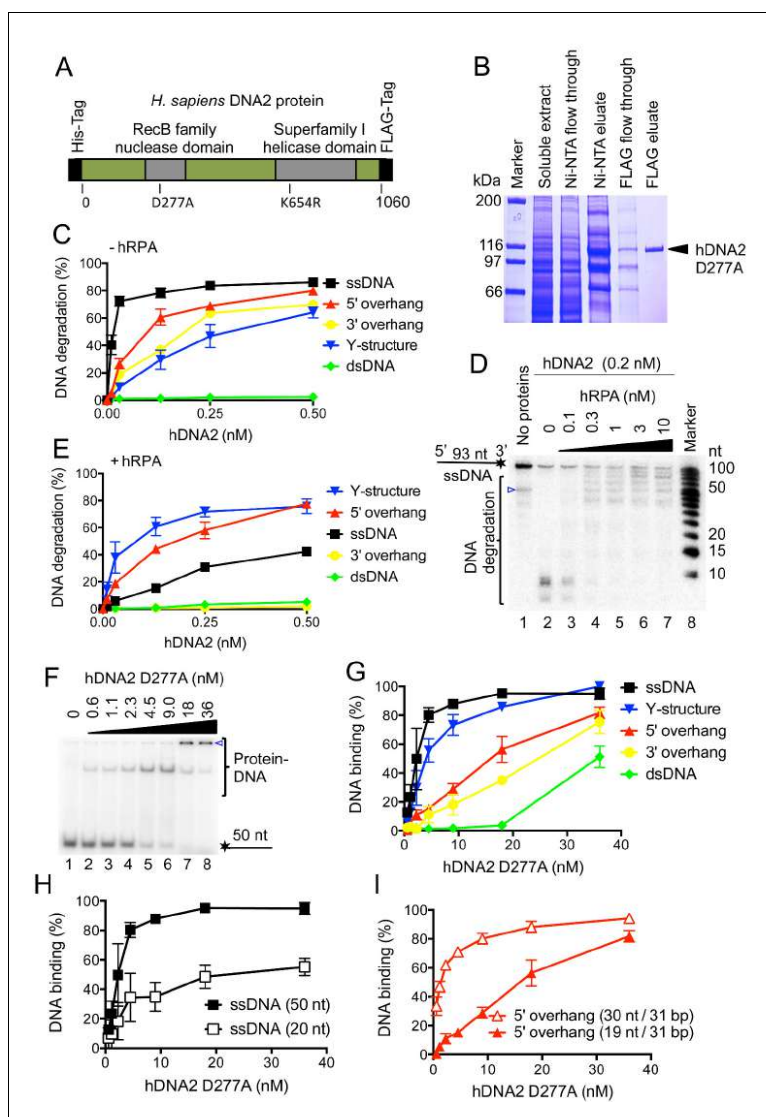 A
H. sapiens DNA2 protein
His-Tag
FLAG-Tag
RecB family
nuclease domain
Superfamily I
helicase domain
0
D277A
K654R
1060
B
Marker
Soluble extract
Ni-NTA flow through
Ni-NTA eluate
FLAG flow through
FLAG eluate
kDa
200
116
97
66
hDNA2
D277A
C
- hRPA
DNA degradation (%)
100
80
60
40
20
0
0.00
0.25
0.50
hDNA2 (nM)
ssDNA
5' overhang
3' overhang
Y-structure
dsDNA
D
hDNA2 (0.2 nM)
hRPA (nM)
No proteins
0
0.1
0.3
1
3
10
Marker
5' 93 nt 3'
ssDNA
DNA
degradation
nt
100
50
20
15
10
1 2 3 4 5 6 7 8
E
+ hRPA
DNA degradation (%)
100
80
60
40
20
0
0.00
0.25
0.50
hDNA2 (nM)
Y-structure
5' overhang
ssDNA
3' overhang
dsDNA
F
hDNA2 D277A (nM)
0
0.6
1.1
2.3
4.5
9.0
18
36
Protein-
DNA
50 nt
1 2 3 4 5 6 7 8
G
DNA binding (%)
100
80
60
40
20
0
0 10 20 30 40
hDNA2 D277A (nM)
ssDNA
Y-structure
5' overhang
3' overhang
dsDNA
H
DNA binding (%)
100
80
60
40
20
0
0 10 20 30 40
hDNA2 D277A (nM)
ssDNA (50 nt)
ssDNA (20 nt)
I
DNA binding (%)
100
80
60
40
20
0
0 10 20 30 40
hDNA2 D277A (nM)
5' overhang (30 nt / 31 bp)
5' overhang (19 nt / 31 bp)